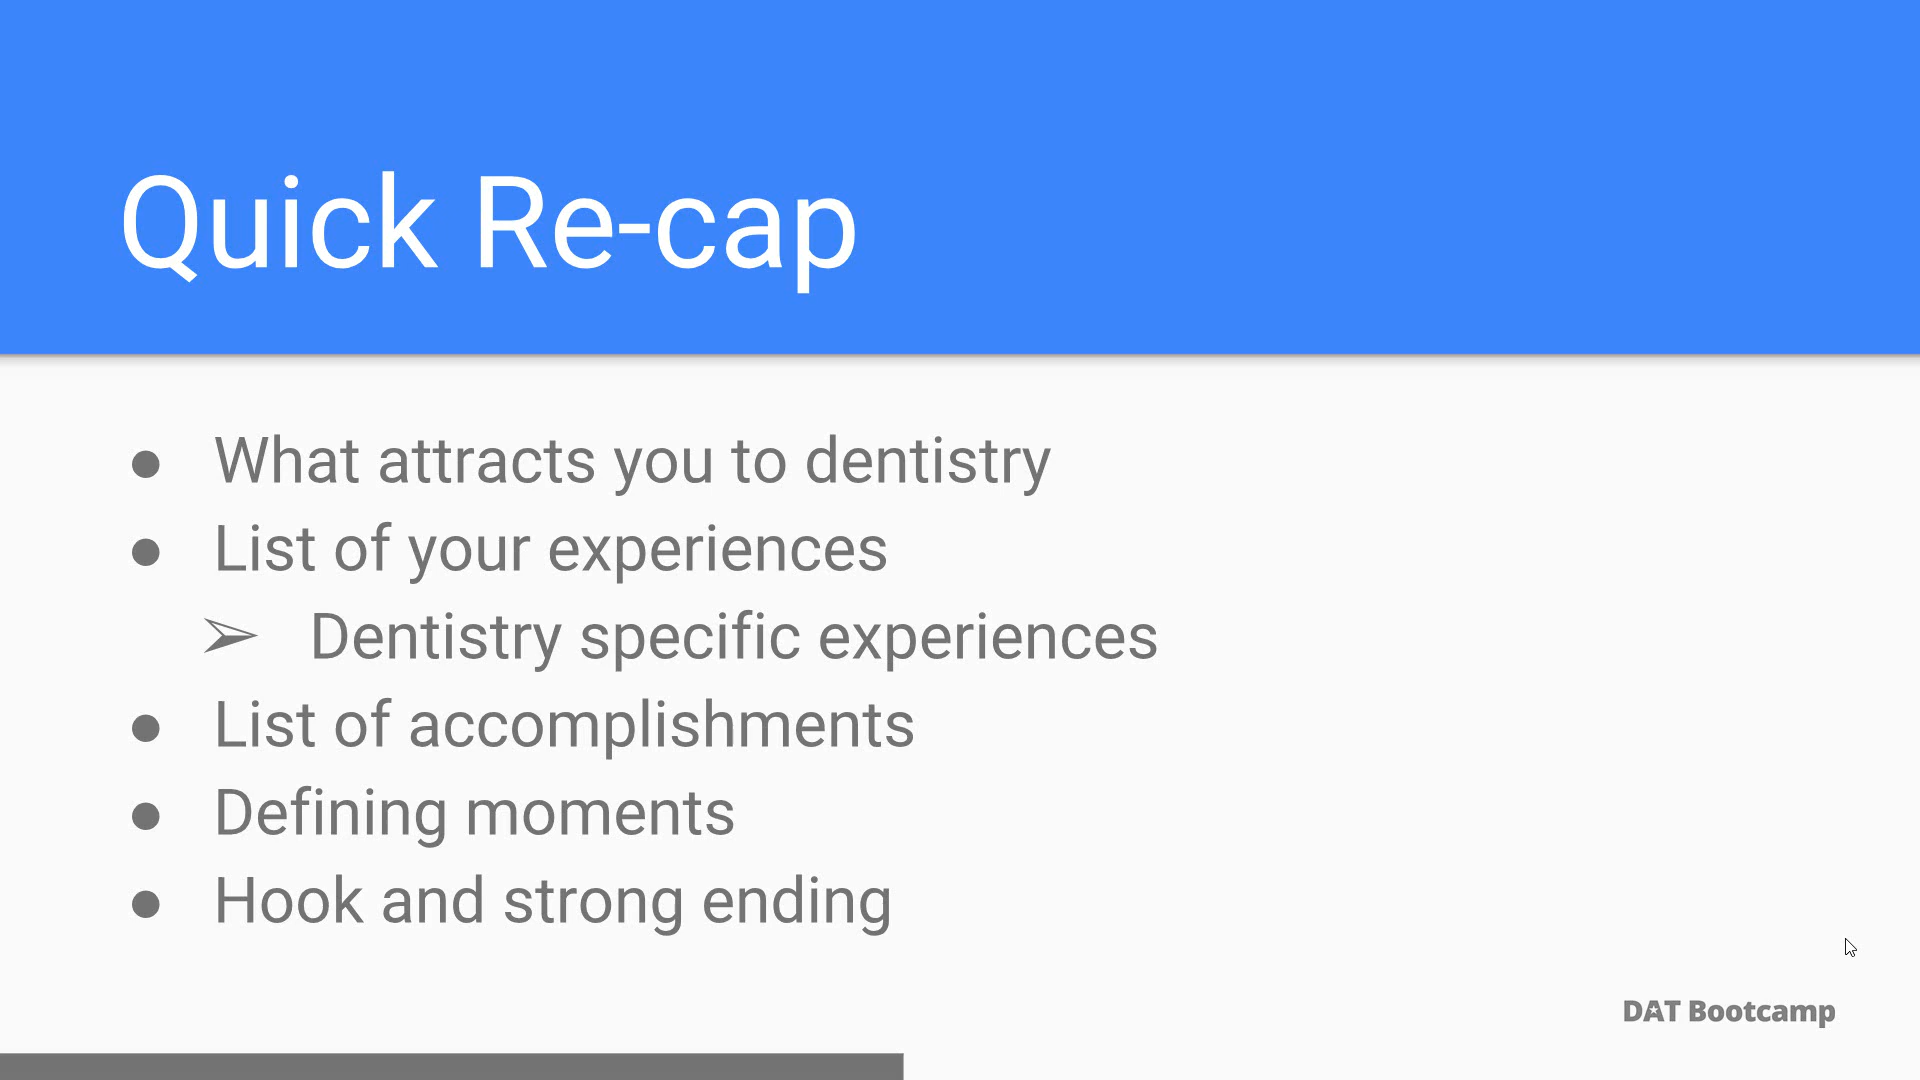 Quick Re-cap
● What attracts you to dentistry
● List of your experiences
➢ Dentistry specific experiences
● List of accomplishments
● Defining moments
● Hook and strong ending
DAT Bootcamp